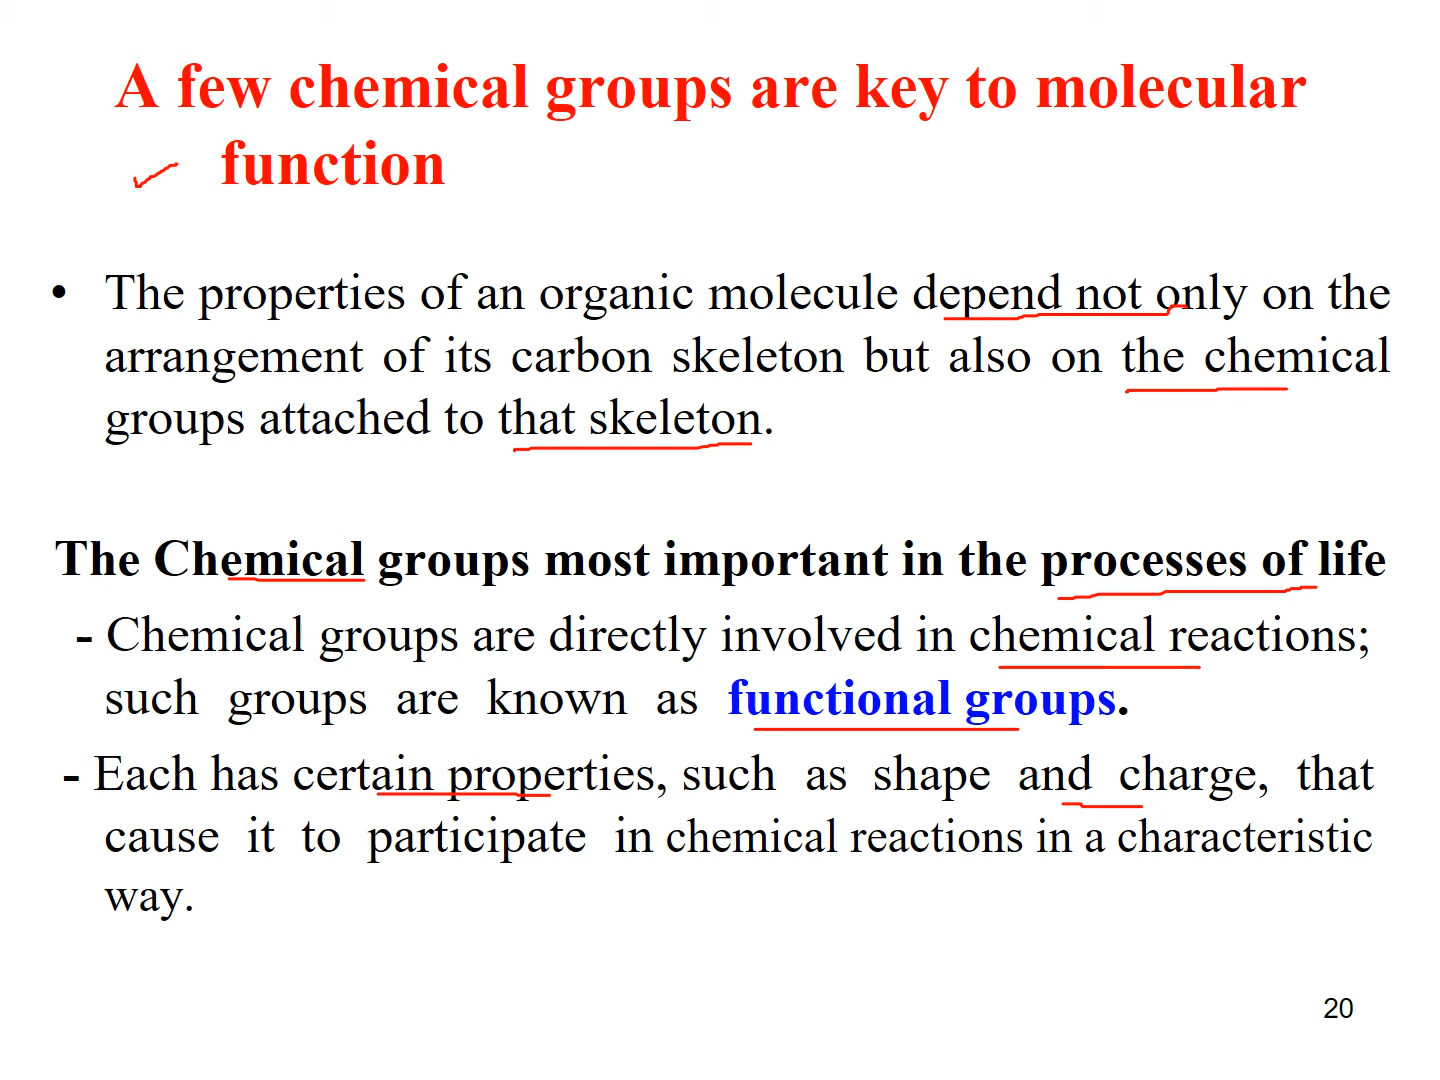 A few chemical groups are key to molecular
function
• The properties of an organic molecule depend not only on the
arrangement of its carbon skeleton but also on the chemical
groups attached to that skeleton.
The Chemical groups most important in the processes of life
- Chemical groups are directly involved in chemical reactions;
such groups are known as functional groups.
- Each has certain properties, such as shape and charge, that
cause it to participate in chemical reactions in a characteristic
way.
20